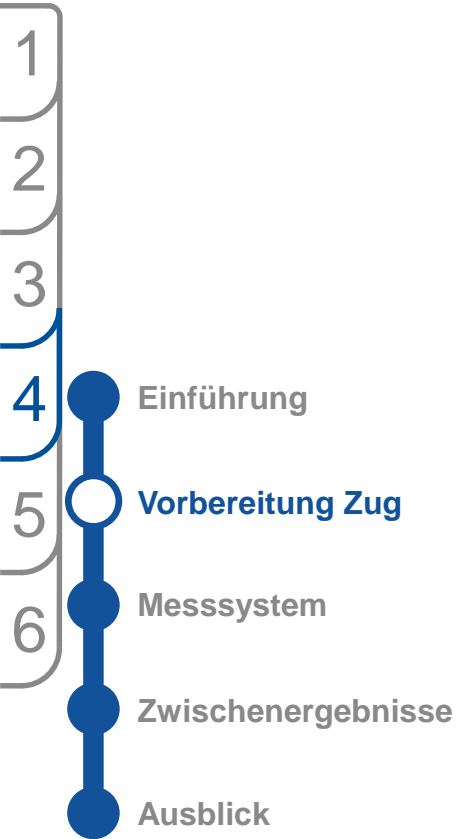 1
2
3
4
Einführung
5
Vorbereitung Zug
6
Messsystem
Zwischenergebnisse
Ausblick